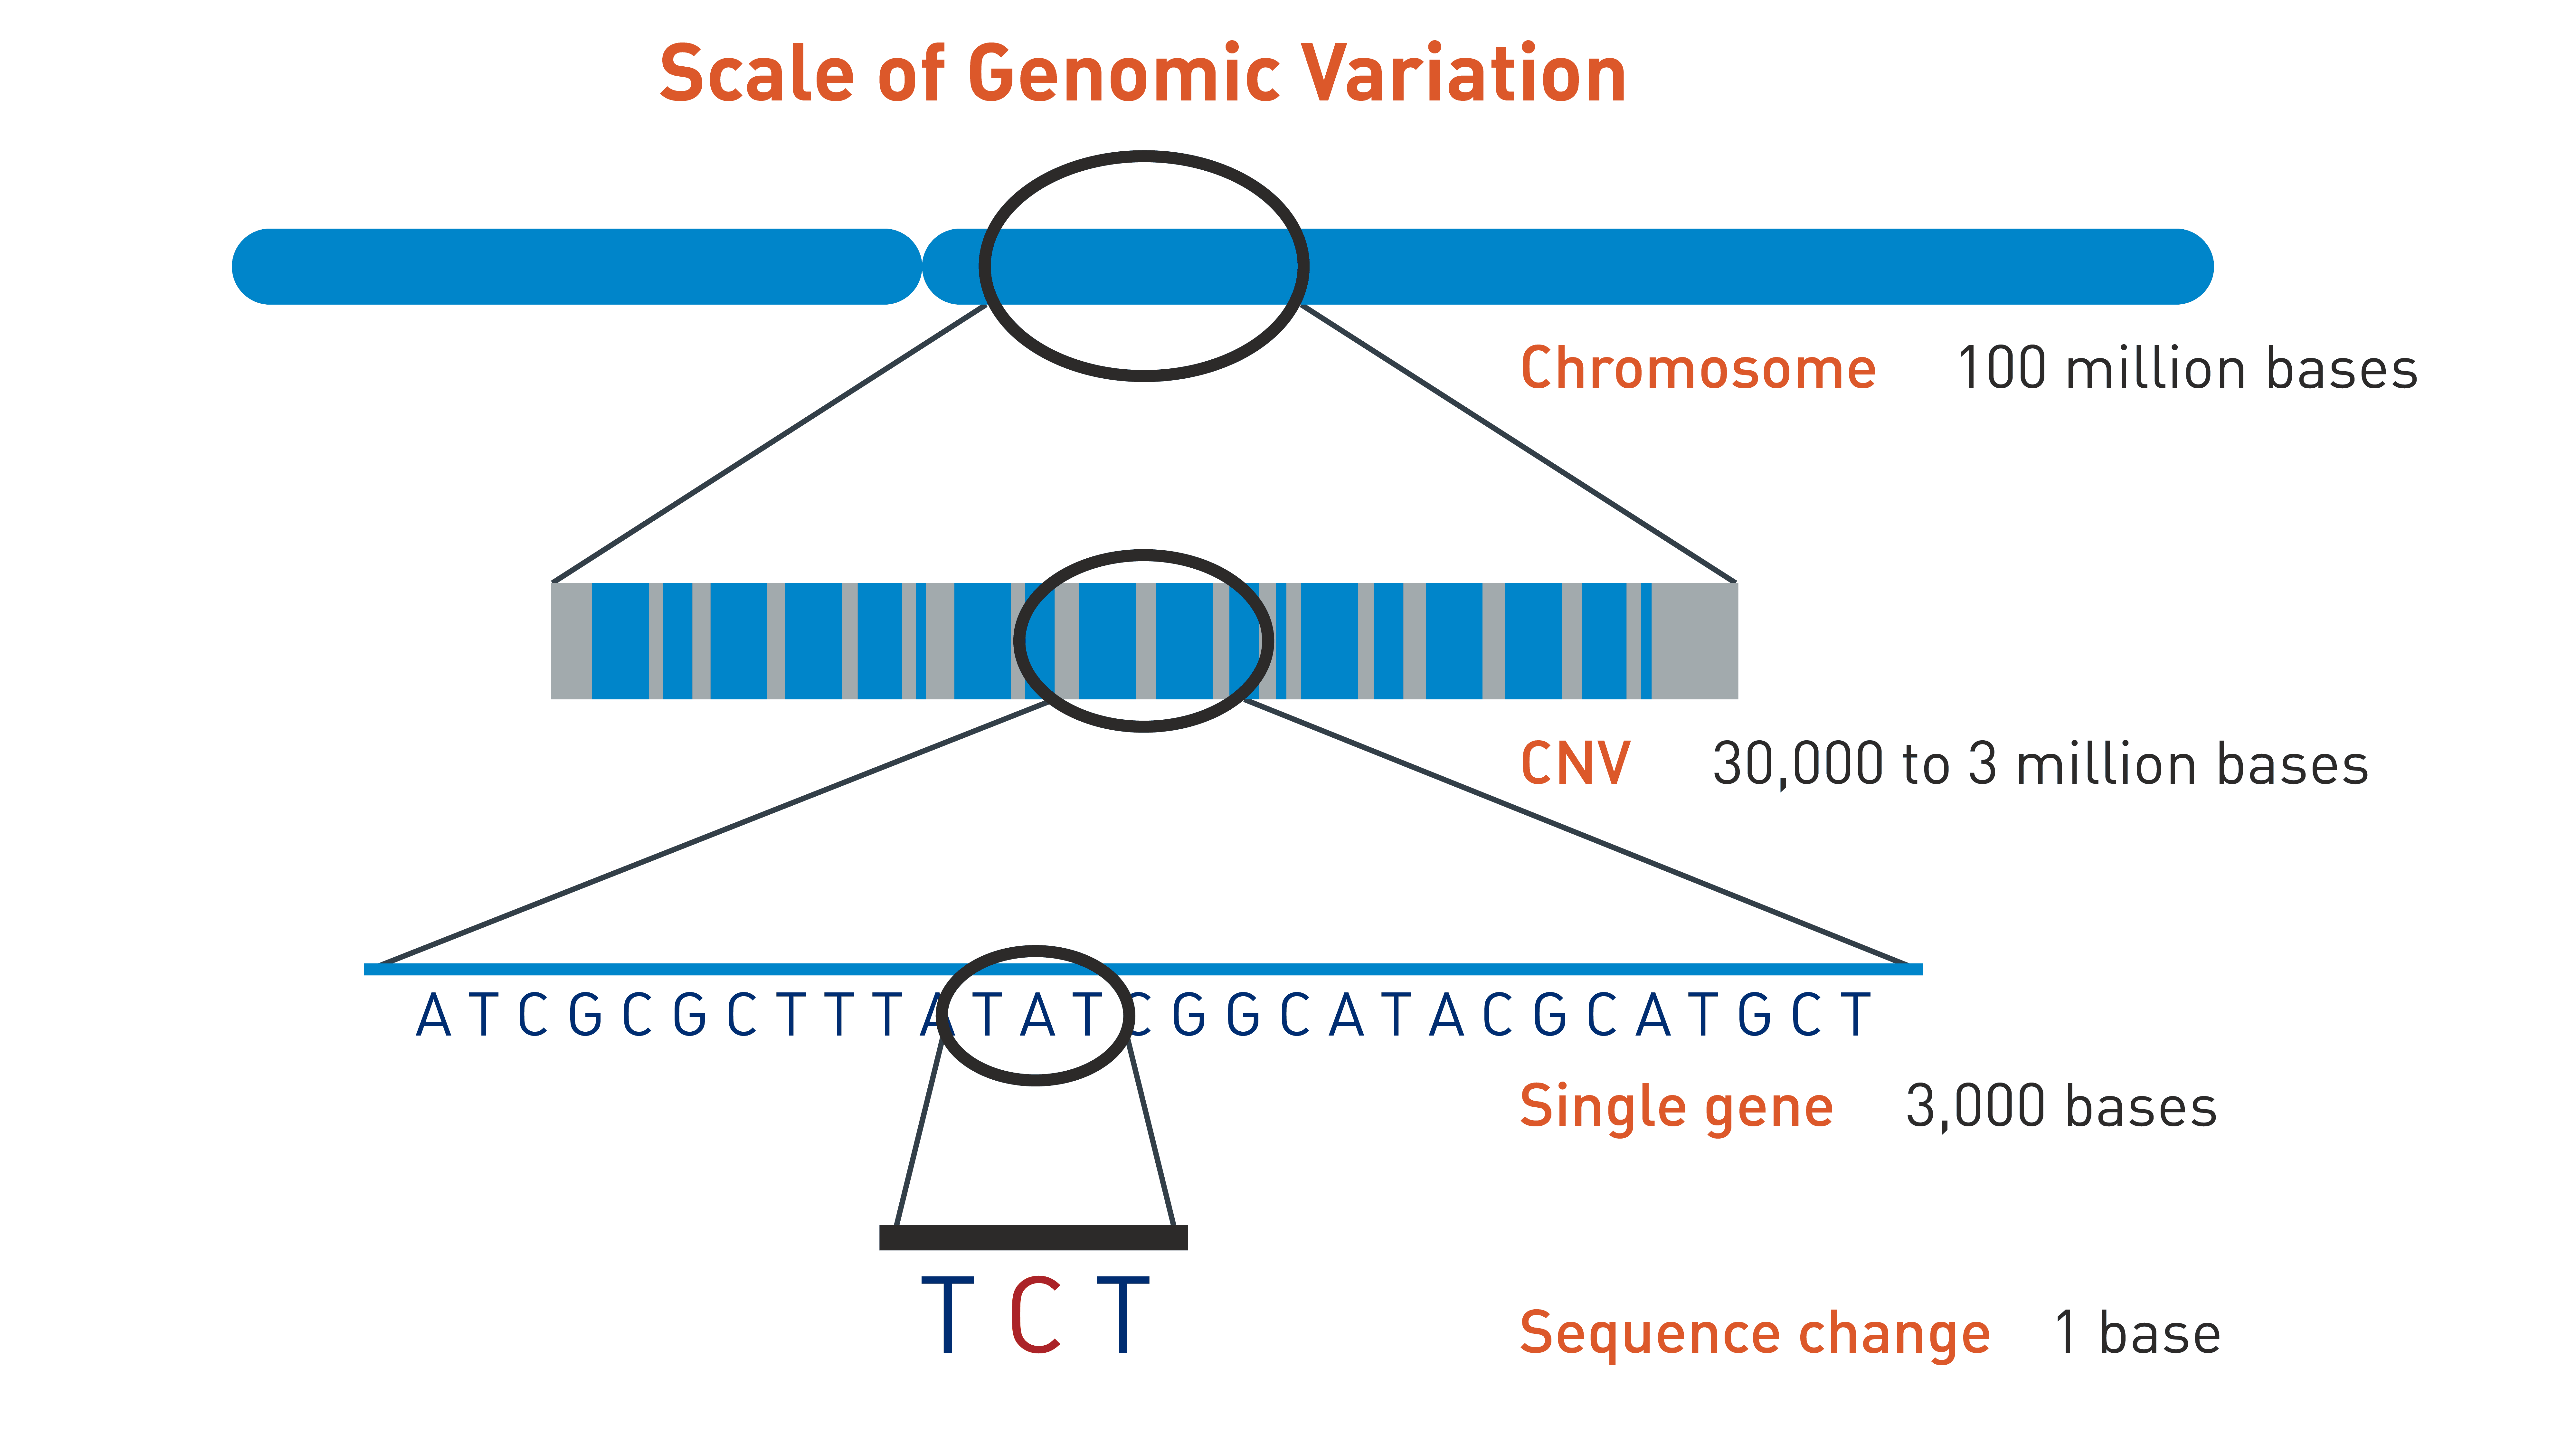 Scale of Genomic Variation
Chromosome 100 million bases
CNV 30,000 to 3 million bases
A T C G C G C T T T A T A T C G G C A T A C G C A T G C T
Single gene 3,000 bases
T C T
Sequence change 1 base